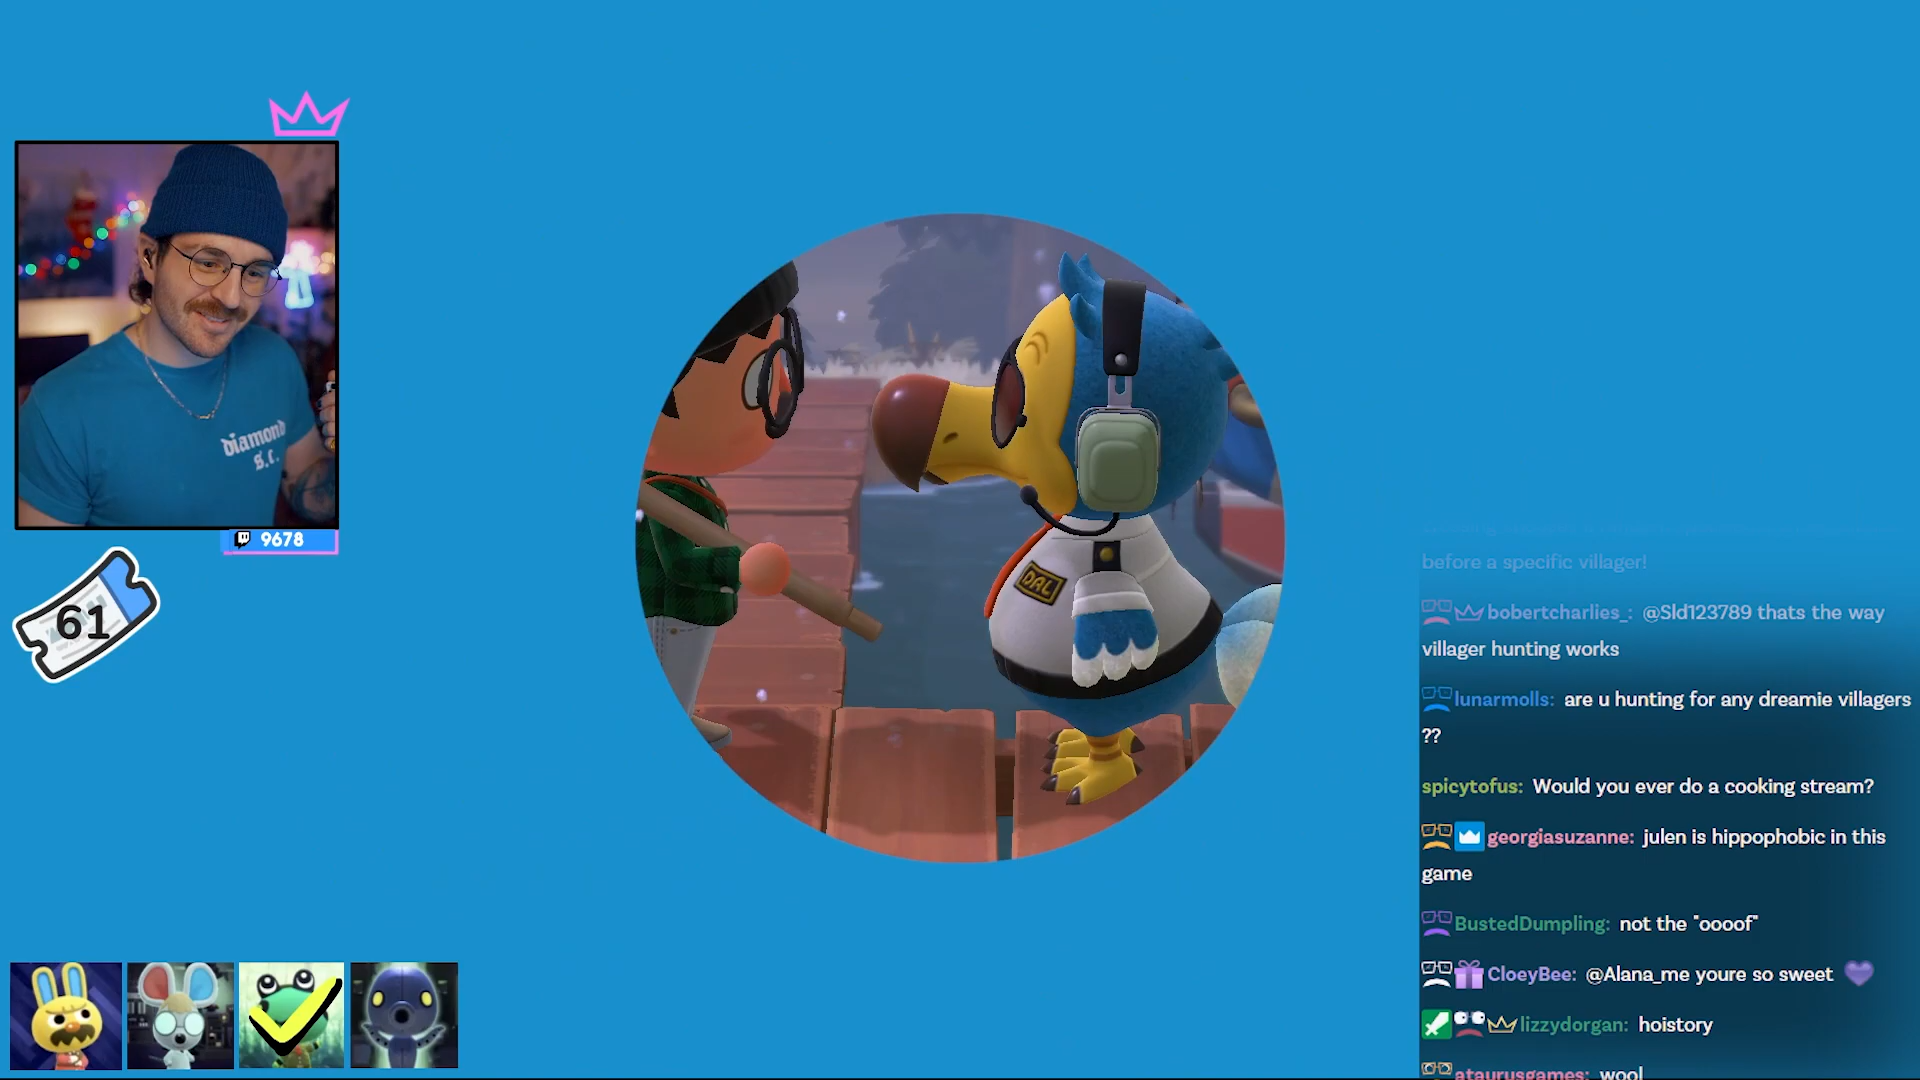 diamond
s.c.
9678
61
DAL
before a specific villager!
bobertcharlies_: @Sld123789 thats the way
villager hunting works
lunarmolls: are u hunting for any dreamie villagers
??
spicytofus: Would you ever do a cooking stream?
georgiasuzanne: julen is hippophobic in this
game
BustedDumpling: not the "oooof"
CloeyBee: @Alana_me youre so sweet
lizzydorgan: hoistory
ataurusgames: wool